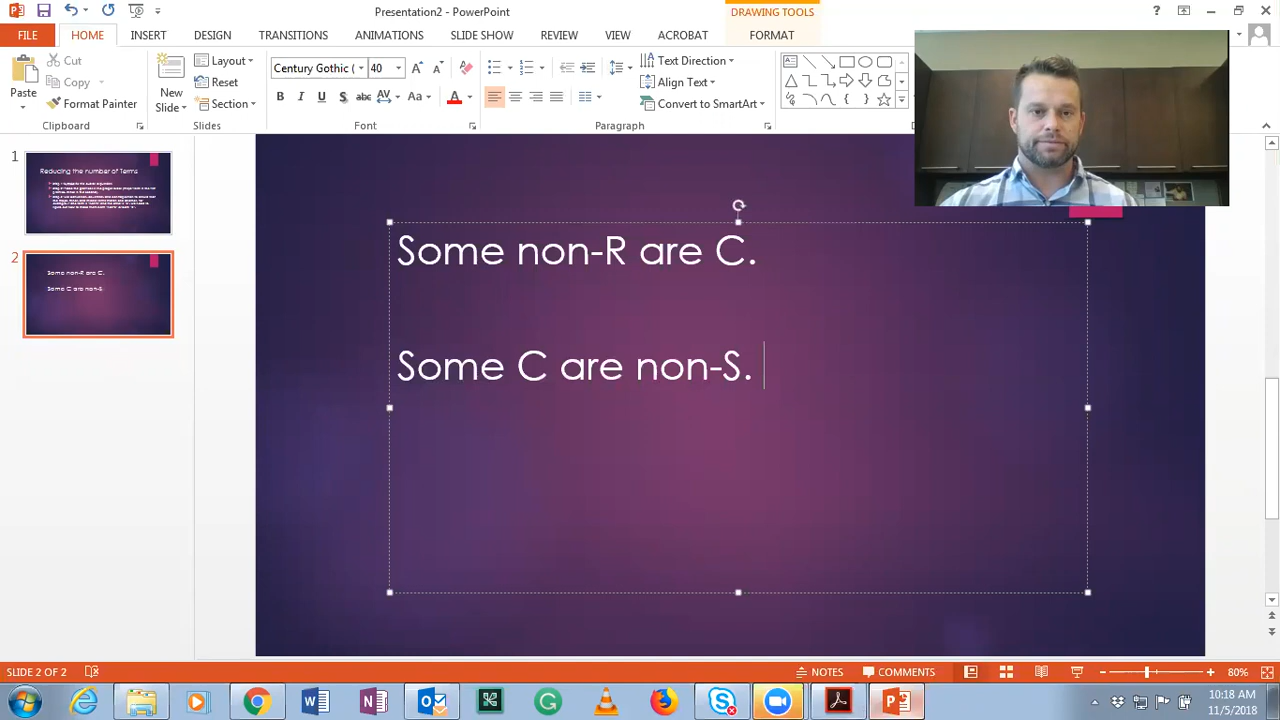 Presentation2 - PowerPoint
DRAWING TOOLS
FILE HOME INSERT DESIGN TRANSITIONS ANIMATIONS SLIDE SHOW REVIEW VIEW ACROBAT FORMAT
Paste
Cut
Copy
Format Painter
Clipboard
New Slide
Layout
Reset
Section
Slides
Century Gothic ( 40
Font
Text Direction
Align Text
Convert to SmartArt
Paragraph
1
Reducing the number of Terms
2
Some non-R are C.
Some C are non-S.
Some non-R are C.
Some C are non-S.
SLIDE 2 OF 2
NOTES COMMENTS 80%
10:18 AM
11/5/2018